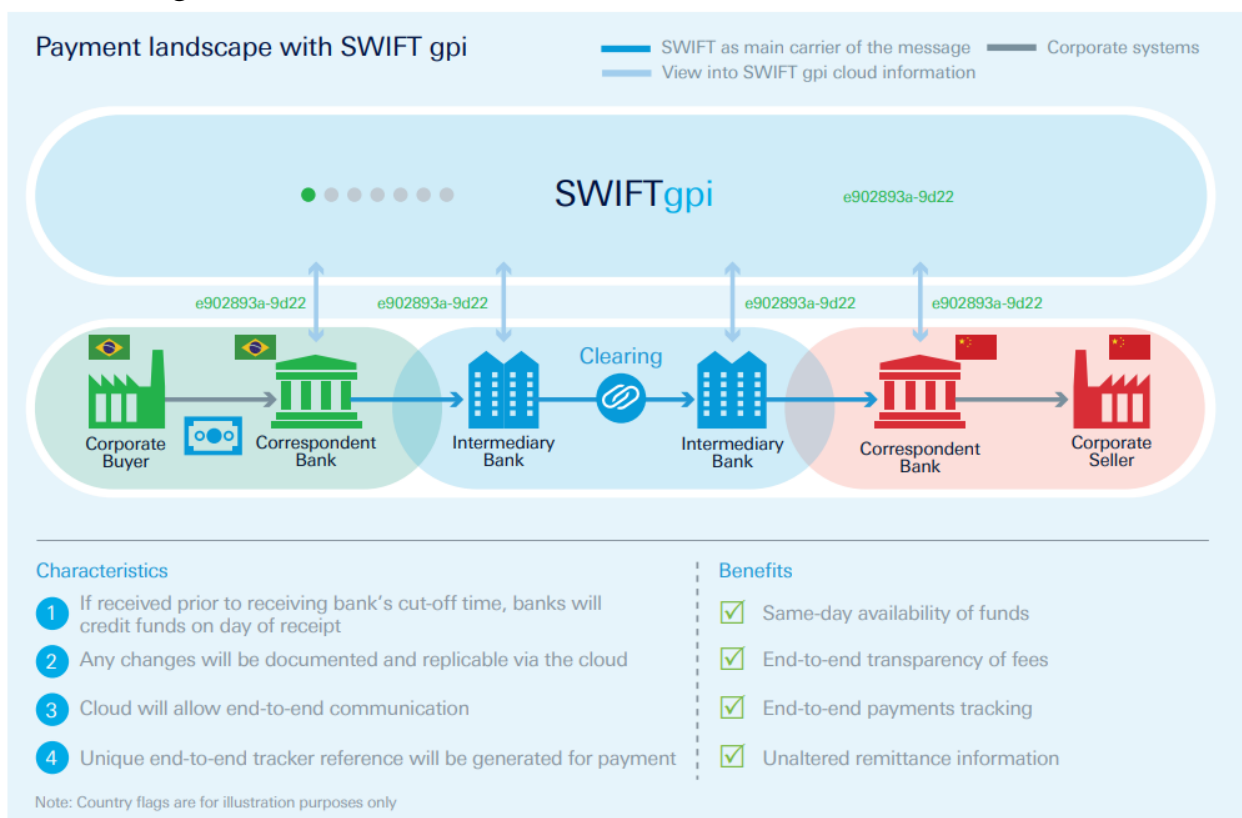 Payment landscape with SWIFT gpi
SWIFT as main carrier of the message
Corporate systems
View into SWIFT gpi cloud information
SWIFTgpi
e902893a-9d22
e902893a-9d22
e902893a-9d22
e902893a-9d22
e902893a-9d22
Clearing
Corporate
Buyer
Correspondent
Bank
Intermediary
Bank
Intermediary
Bank
Correspondent
Bank
Corporate
Seller
Characteristics
1 If received prior to receiving bank's cut-off time, banks will
credit funds on day of receipt
2 Any changes will be documented and replicable via the cloud
3 Cloud will allow end-to-end communication
4 Unique end-to-end tracker reference will be generated for payment
Benefits
Same-day availability of funds
End-to-end transparency of fees
End-to-end payments tracking
Unaltered remittance information
Note: Country flags are for illustration purposes only